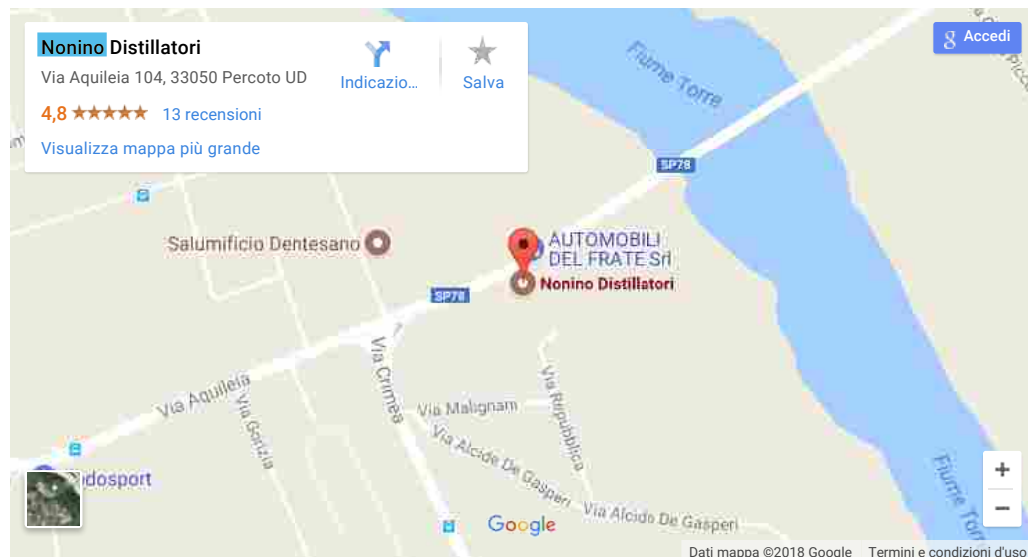 Nonino Distillatori
Via Aquileia 104, 33050 Percoto UD
4,8
13 recensioni
Visualizza mappa più grande
Indicazio...
Salva
Accedi
Fiume Torre
SP78
Salumificio Dentesano
AUTOMOBILI
DEL FRATE Srl
Nonino Distillatori
SP78
Via Aquileia
Via Crimea
Via Gorizia
Via Malignani
Via Repubblica
Via Alcide De Gasperi
Via Alcide De Gasperi
Fiume Torre
Google
Dati mappa ©2018 Google
Termini e condizioni d'uso